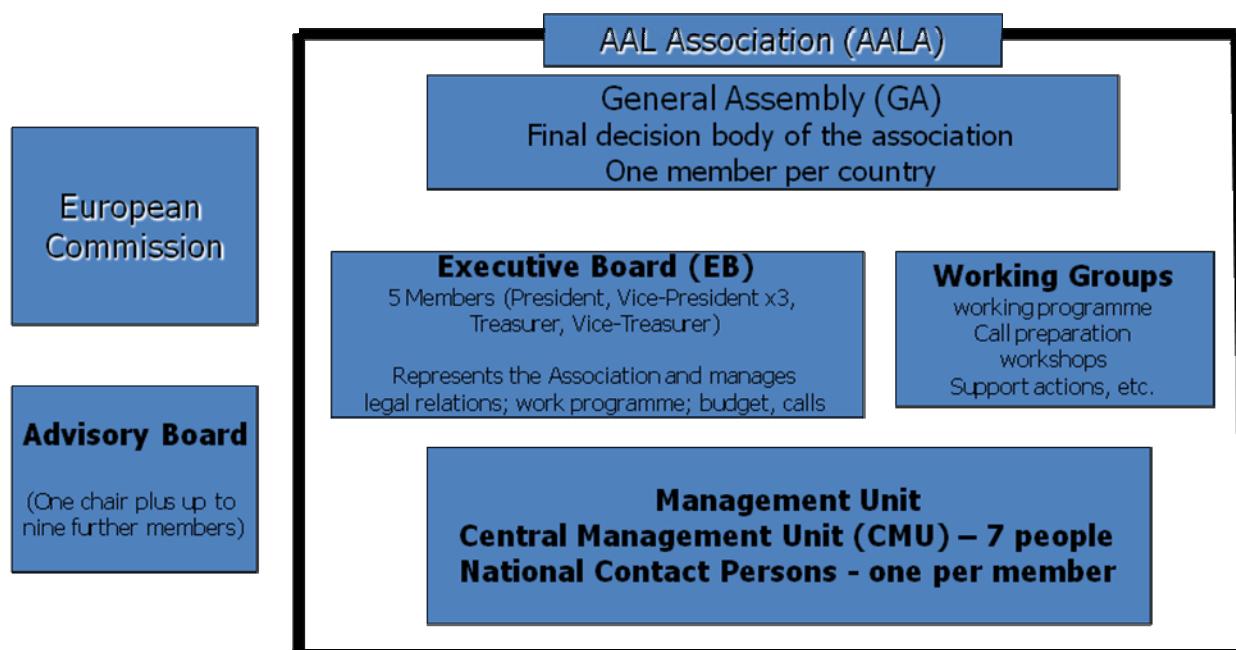 AAL Association (AALA)
General Assembly (GA)
Final decision body of the association
One member per country
European
Commission
Executive Board (EB)
5 Members (President, Vice-President x3,
Treasurer, Vice-Treasurer)
Represents the Association and manages
legal relations; work programme; budget, calls
Working Groups
working programme
Call preparation
workshops
Support actions, etc.
Advisory Board
(One chair plus up to
nine further members)
Management Unit
Central Management Unit (CMU) – 7 people
National Contact Persons - one per member